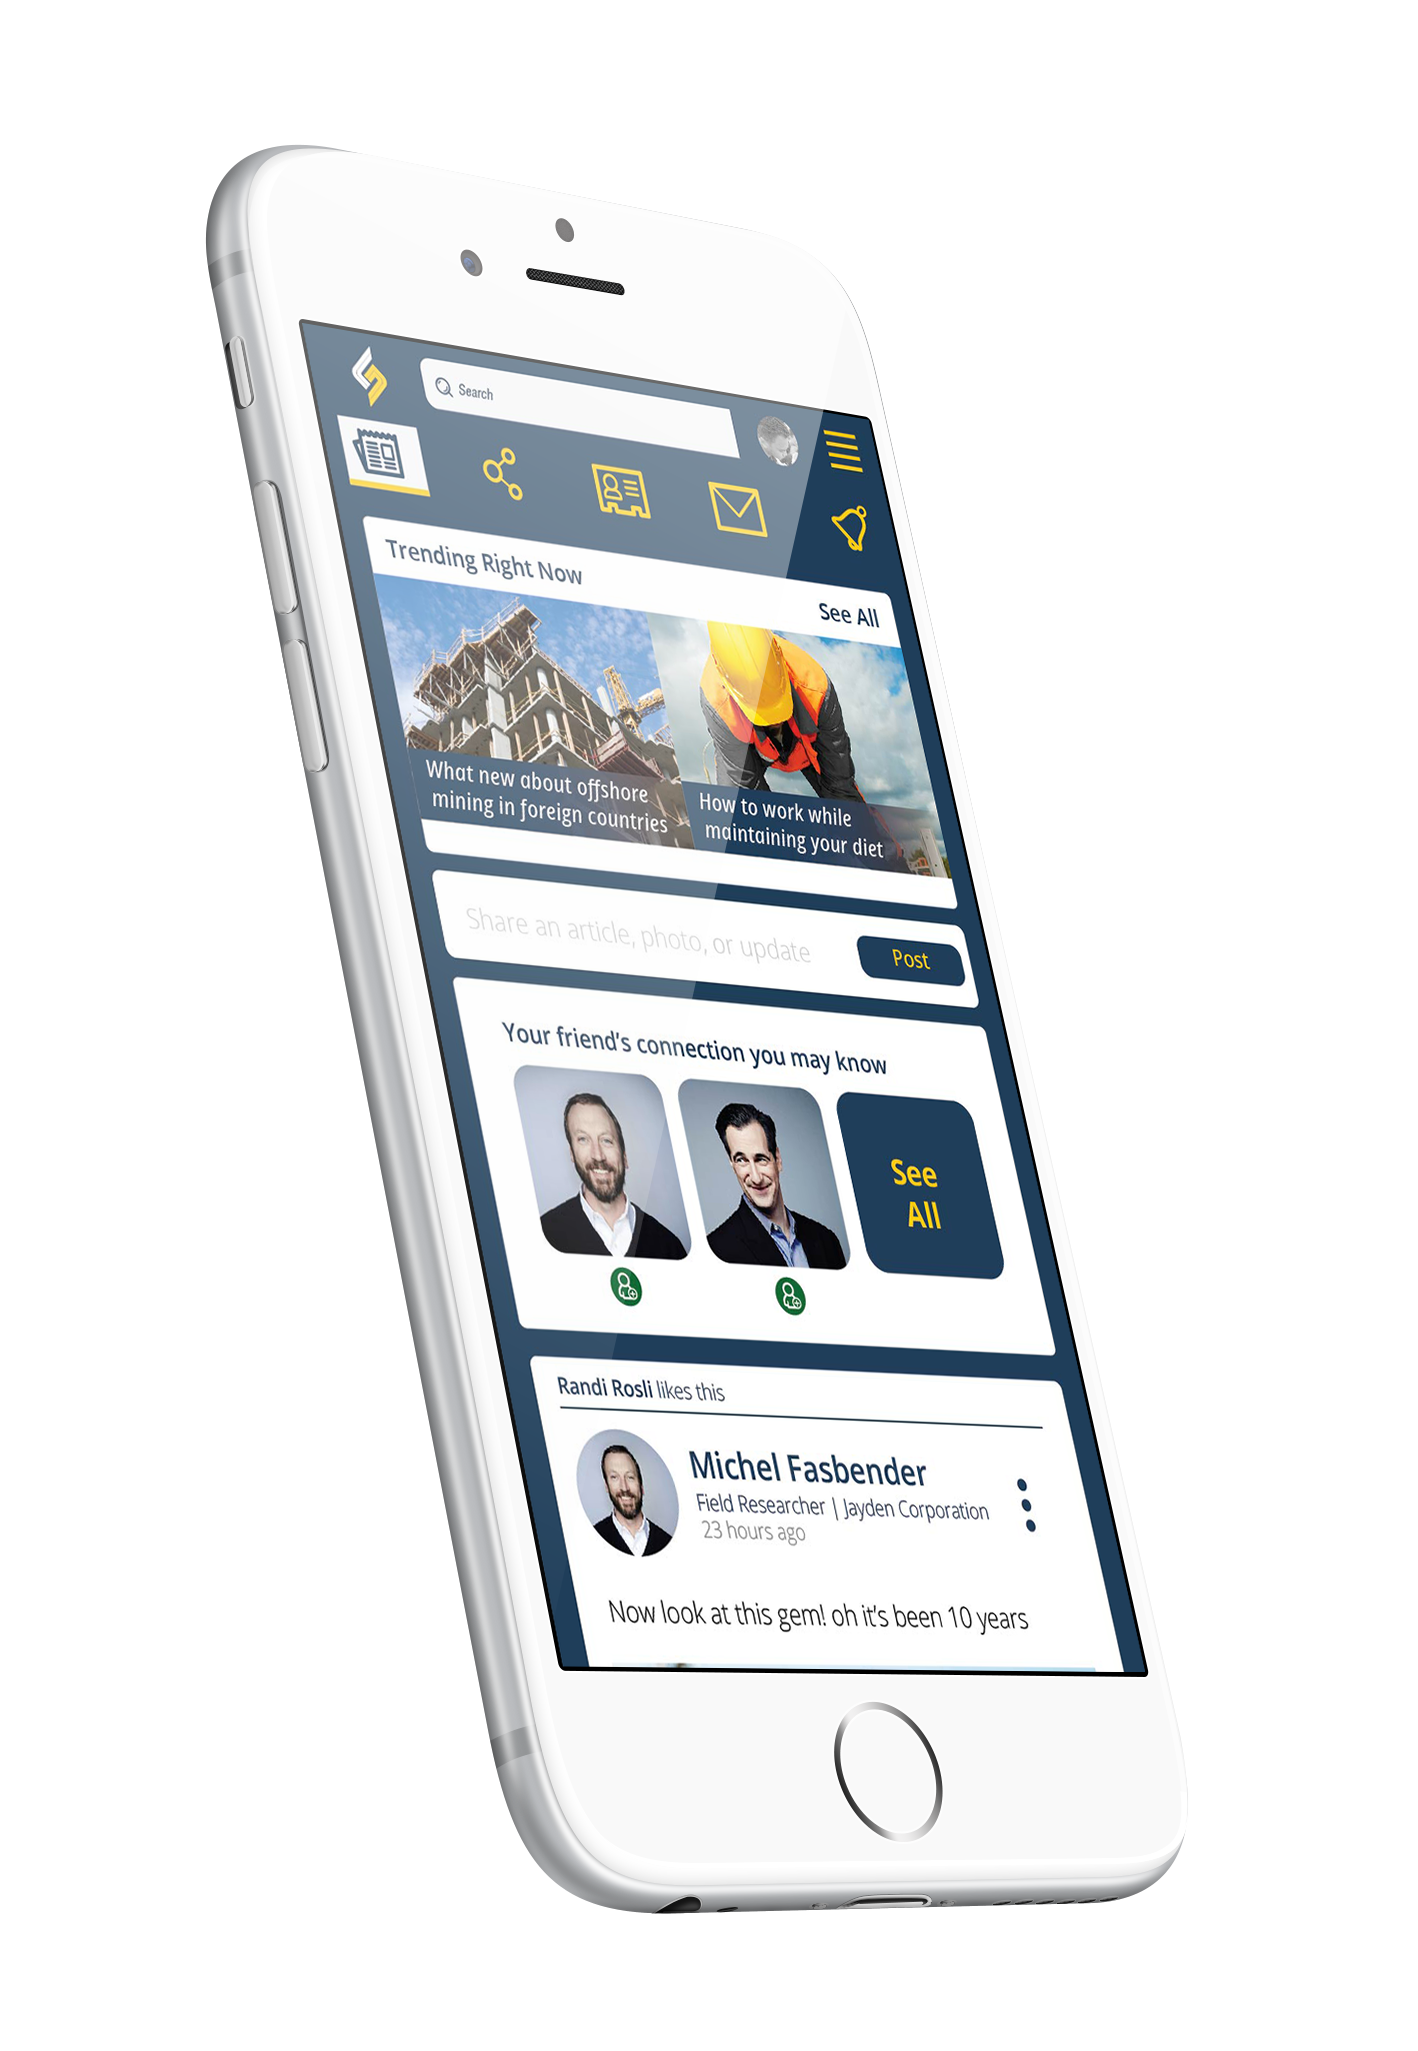 Search
Trending Right Now
See All
What new about offshore
mining in foreign countries
How to work while
maintaining your diet
Share an article, photo, or update
Post
Your friend's connection you may know
See
All
Randi Rosli likes this
Michel Fasbender
Field Researcher | Jayden Corporation
23 hours ago
Now look at this gem! oh it's been 10 years